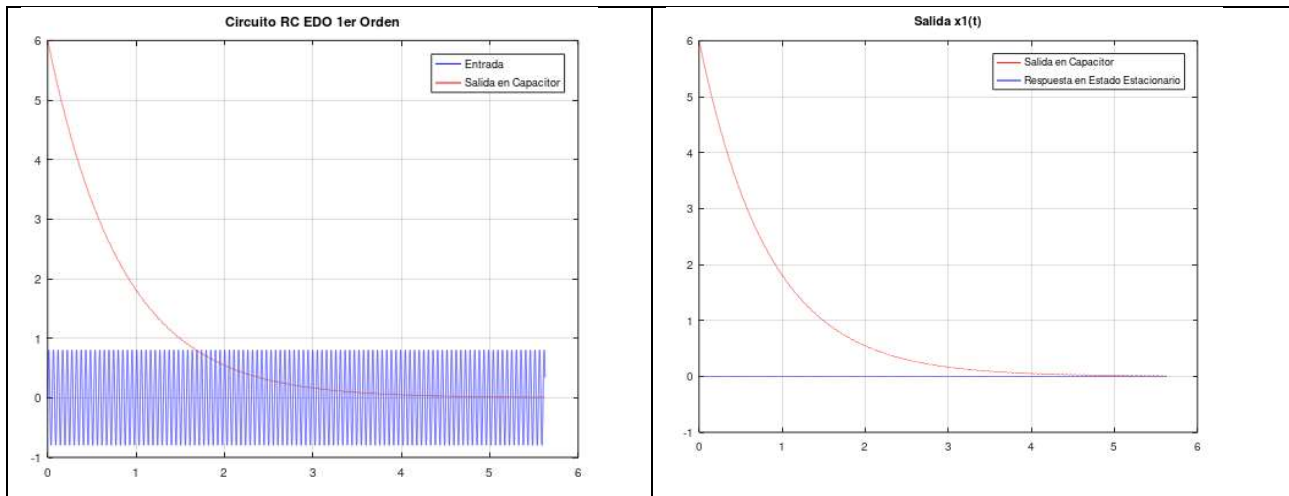 Circuito RC EDO 1er Orden
6
5
4
3
2
1
0
-1
0 1 2 3 4 5 6
Entrada
Salida en Capacitor
Salida x1(t)
6
5
4
3
2
1
0
-1
0 1 2 3 4 5 6
Salida en Capacitor
Respuesta en Estado Estacionario